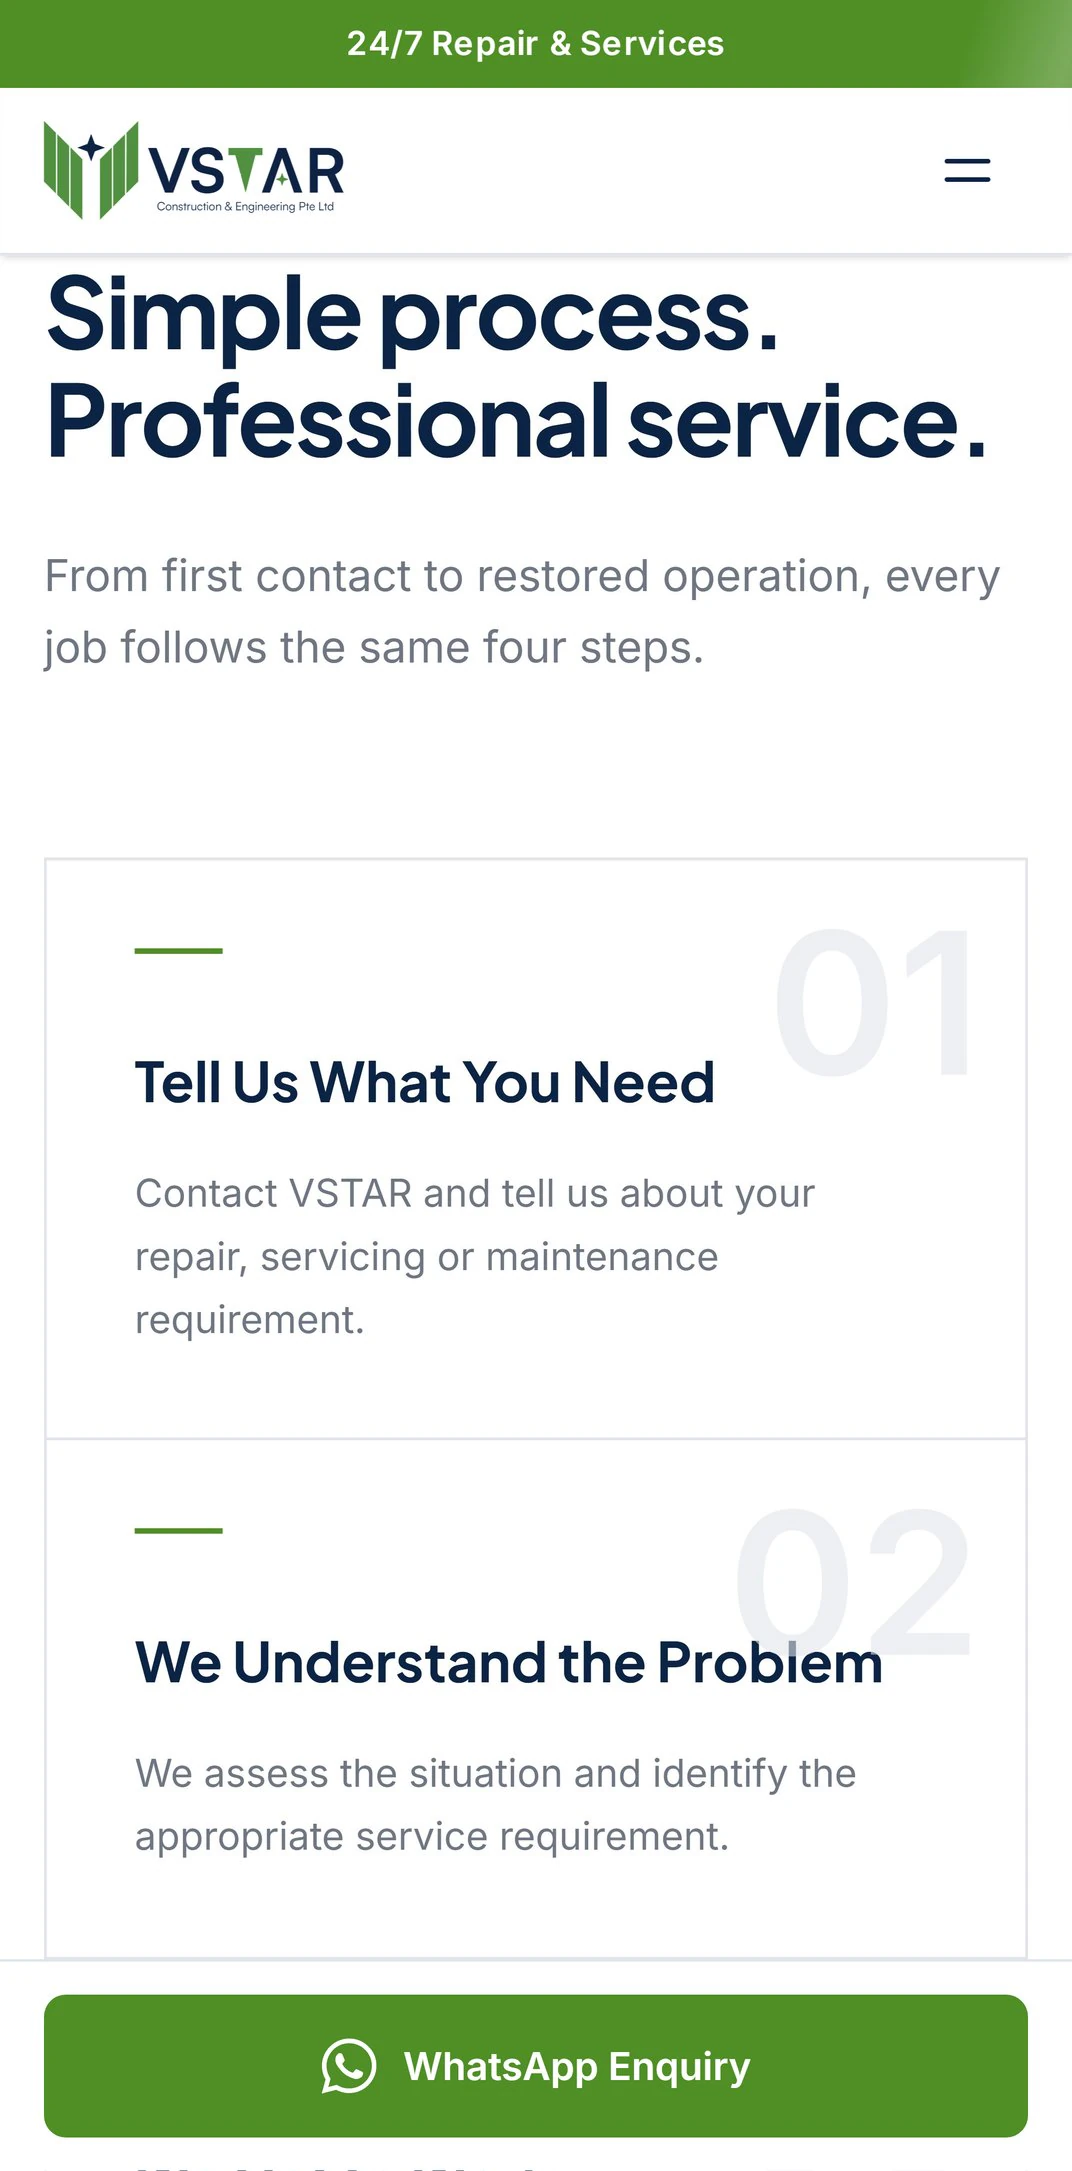 24/7 Repair & Services
VSTAR
Construction & Engineering Pte Ltd
Simple process.
Professional service.
From first contact to restored operation, every
job follows the same four steps.
01
Tell Us What You Need
Contact VSTAR and tell us about your
repair, servicing or maintenance
requirement.
02
We Understand the Problem
We assess the situation and identify the
appropriate service requirement.
WhatsApp Enquiry